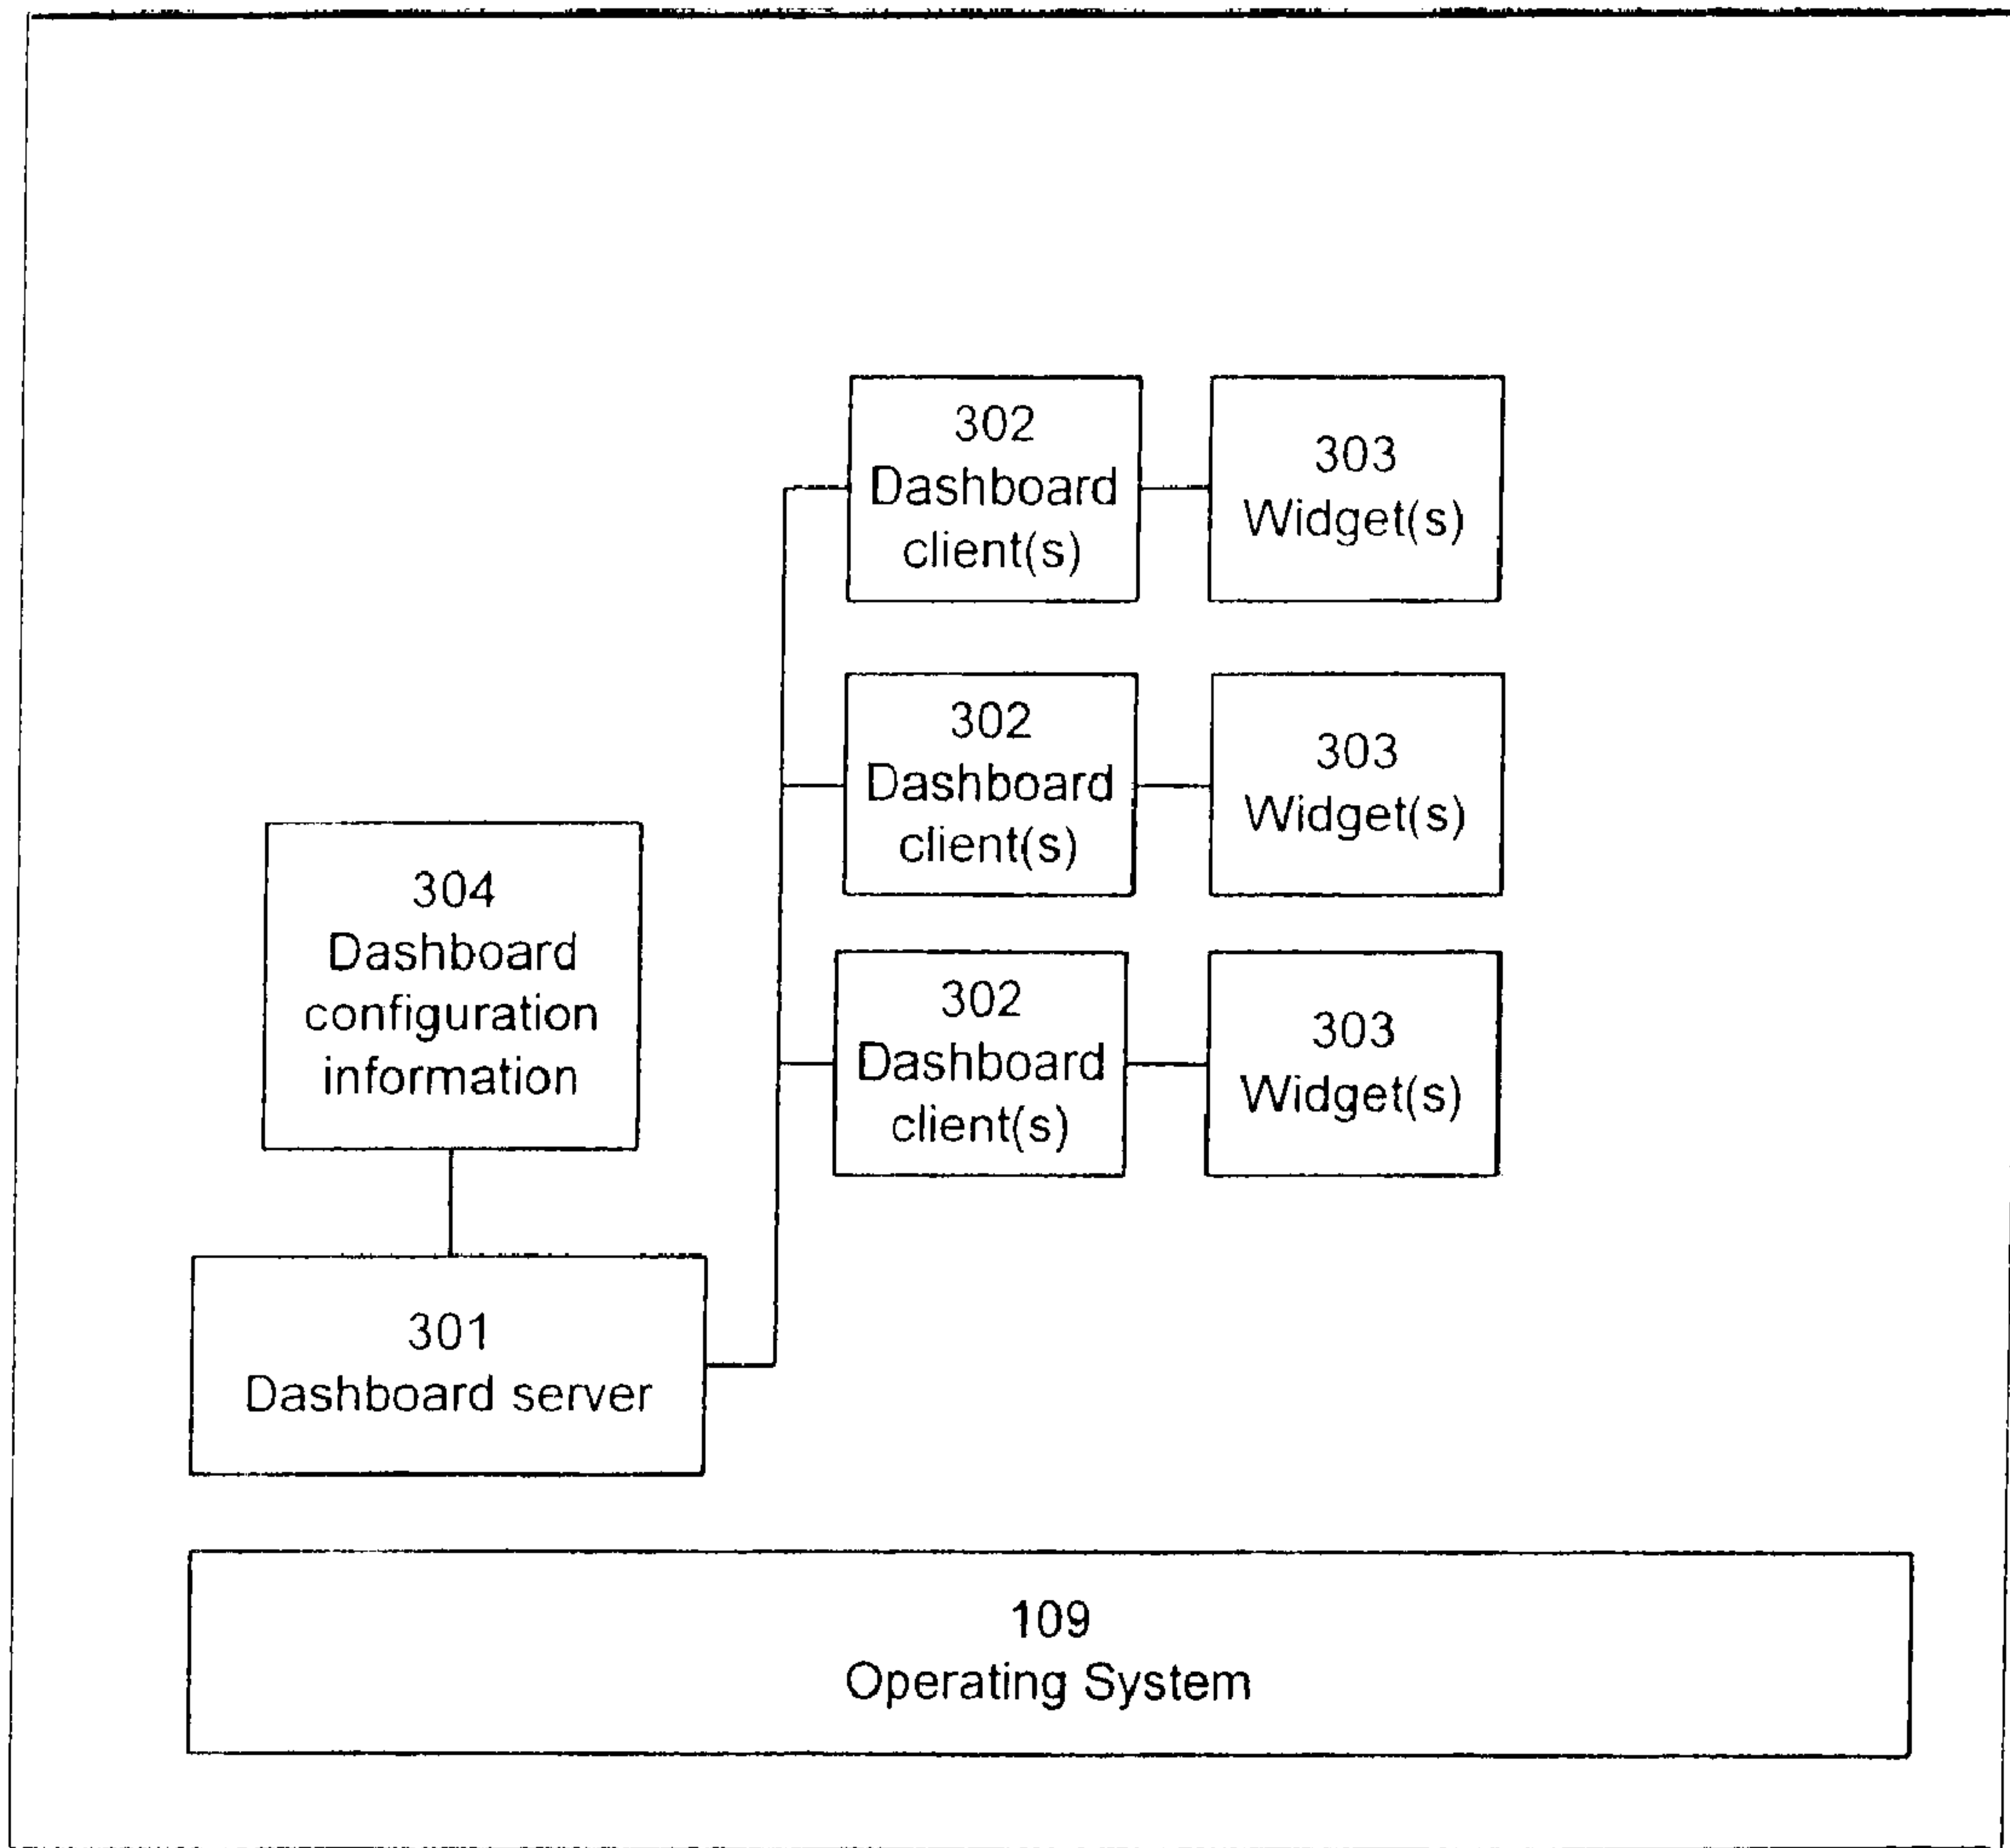 302
Dashboard
client(s)
303
Widget(s)
302
Dashboard
client(s)
303
Widget(s)
304
Dashboard
configuration
information
302
Dashboard
client(s)
303
Widget(s)
301
Dashboard server
109
Operating System